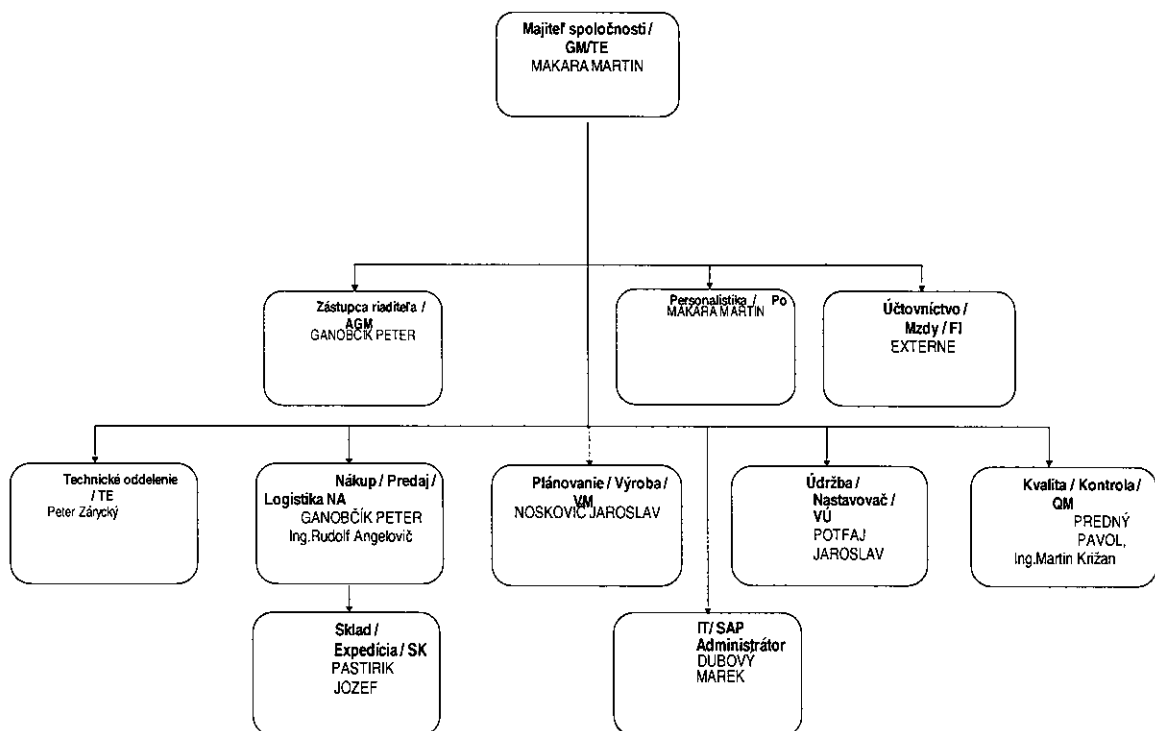 Majiteľ spoločnosti /
GM/TE
MAKARA MARTIN
Zástupca riaditeľa /
AGM
GANOBČÍK PETER
Personalistika / Po
MAKARA MARTIN
Účtovníctvo /
Mzdy / FI
EXTERNE
Technické oddelenie
/ TE
Peter Zárycký
Nákup / Predaj /
Logistika NA
GANOBČÍK PETER
Ing.Rudolf Angelovič
Plánovanie / Výroba /
VM
NOSKOVIČ JAROSLAV
Údržba /
Nastavovač /
VÚ
POTFAJ
JAROSLAV
Kvalita / Kontrola /
QM
PREDNÝ
PAVOL,
Ing.Martin Križan
Sklad /
Expedícia / SK
PASTIRIK
JOZEF
IT/ SAP
Administrátor
DUBOVÝ
MAREK